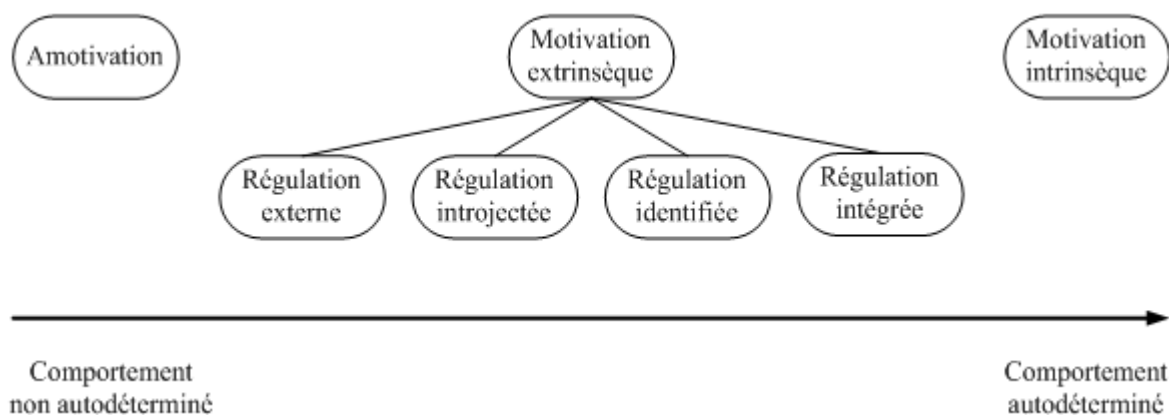 Amotivation
Motivation
extrinsèque
Motivation
intrinsèque
Régulation
externe
Régulation
introjectée
Régulation
identifiée
Régulation
intégrée
Comportement
non autodéterminé
Comportement
autodéterminé